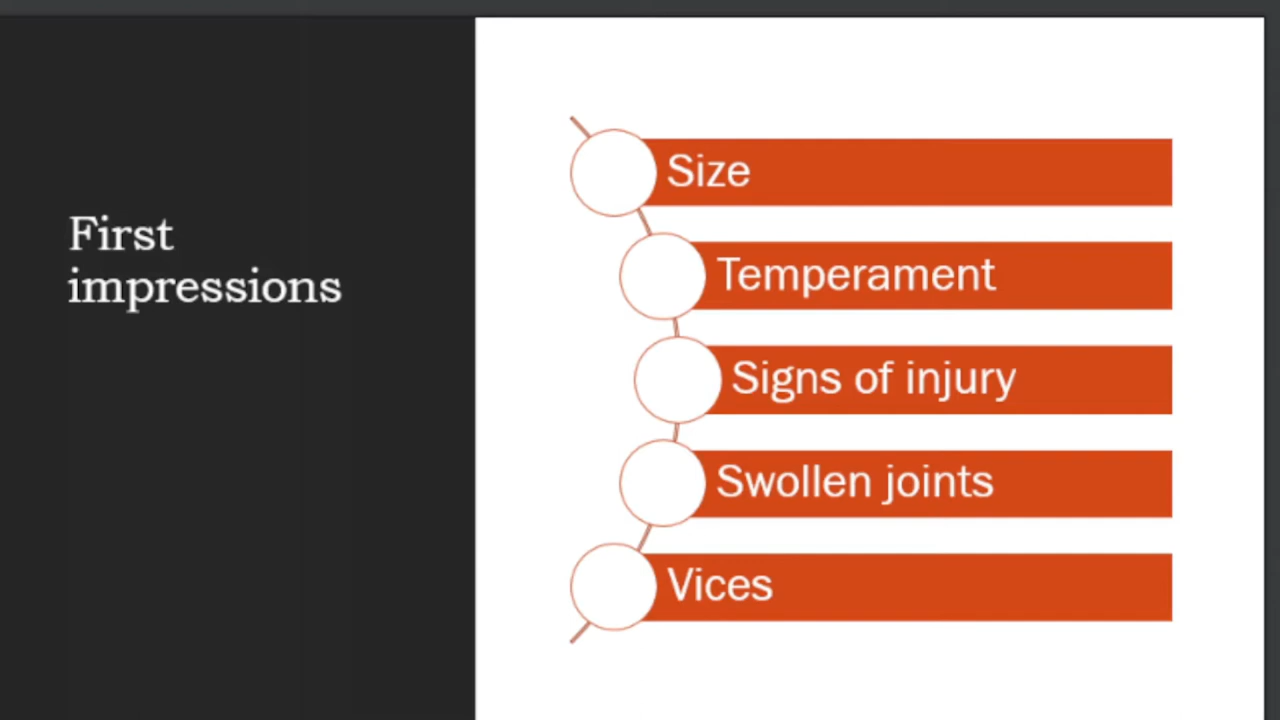 First
impressions
Size
Temperament
Signs of injury
Swollen joints
Vices